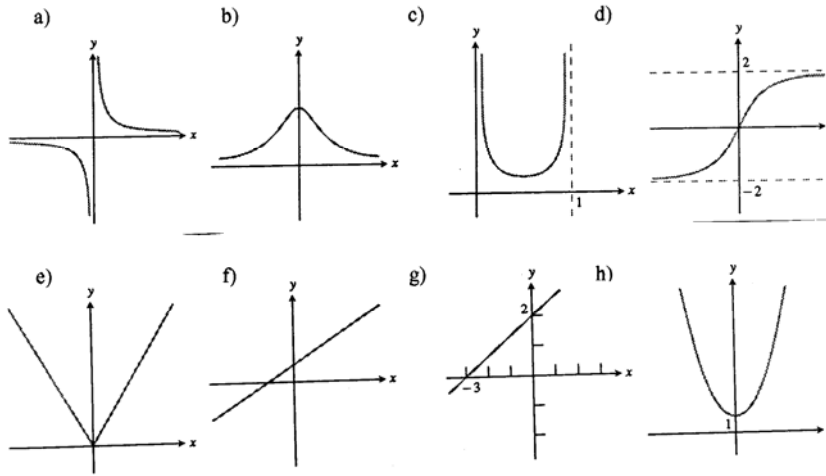 a) b) c) d)
y y y y
2
x x x
1 -2
e) f) g) h)
y y y y
2
x x -3 x 1 x